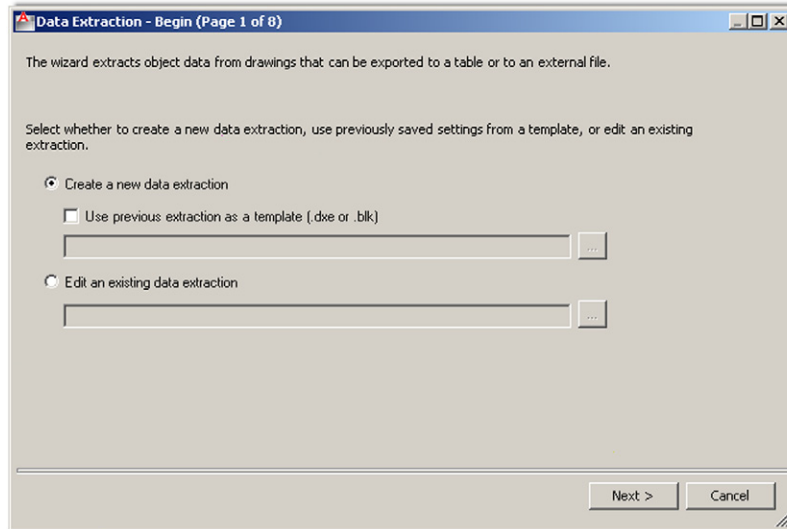 Data Extraction - Begin (Page 1 of 8)
The wizard extracts object data from drawings that can be exported to a table or to an external file.
Select whether to create a new data extraction, use previously saved settings from a template, or edit an existing
extraction.
Create a new data extraction
Use previous extraction as a template (.dxe or .blk)
...
Edit an existing data extraction
...
Next >
Cancel